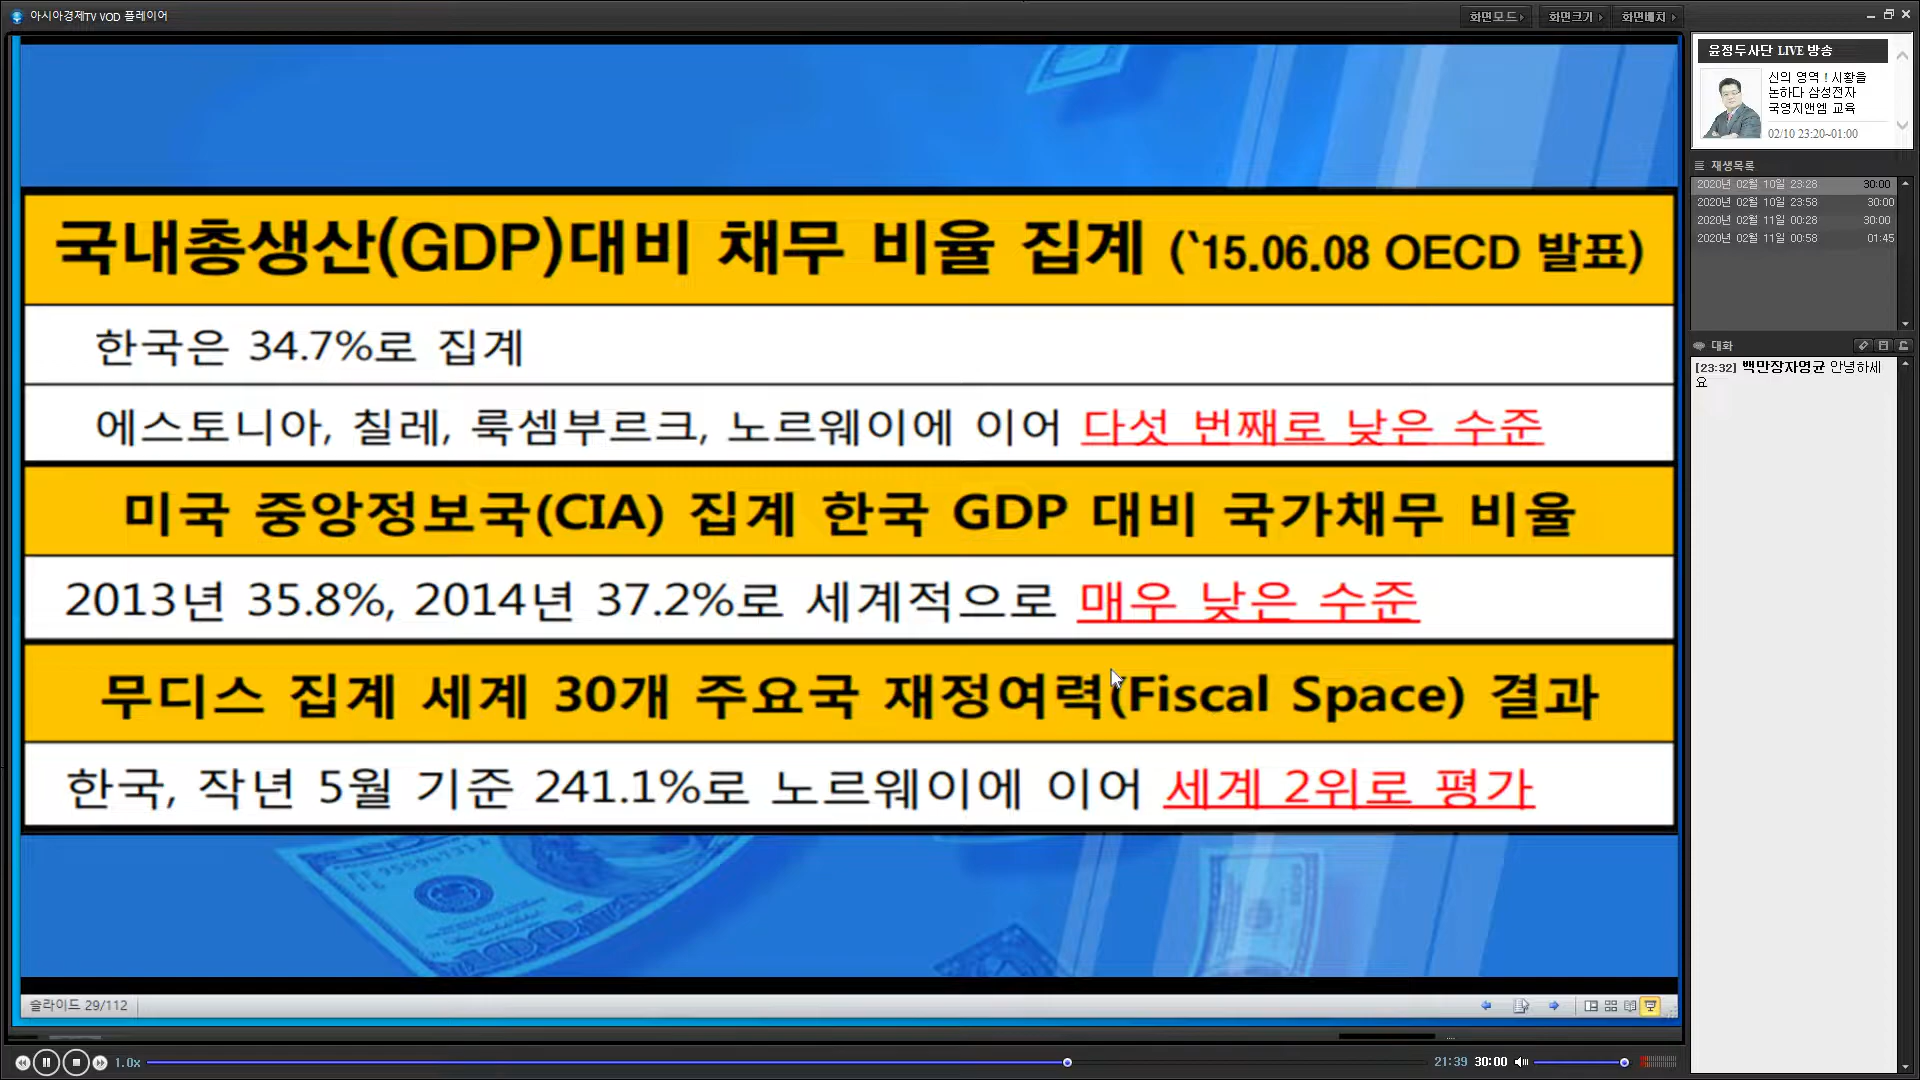 아시아경제TV VOD 플레이어
화면모드
화면크기
화면배치
윤정두사단 LIVE 방송
신의 영역 ! 시황을
논하다 삼성전자
국영지앤엠 교육
02/10 23:20~01:00
재생목록
2020년 02월 10일 23:28 30:00
2020년 02월 10일 23:58 30:00
2020년 02월 11일 00:28 30:00
2020년 02월 11일 00:58 01:45
대화
[23:32] 백만장자영균 안녕하세
요
국내총생산(GDP)대비 채무 비율 집계 (`15.06.08 OECD 발표)
한국은 34.7%로 집계
에스토니아, 칠레, 룩셈부르크, 노르웨이에 이어 다섯 번째로 낮은 수준
미국 중앙정보국(CIA) 집계 한국 GDP 대비 국가채무 비율
2013년 35.8%, 2014년 37.2%로 세계적으로 매우 낮은 수준
무디스 집계 세계 30개 주요국 재정여력(Fiscal Space) 결과
한국, 작년 5월 기준 241.1%로 노르웨이에 이어 세계 2위로 평가
슬라이드 29/112
1.0x
21:39 30:00